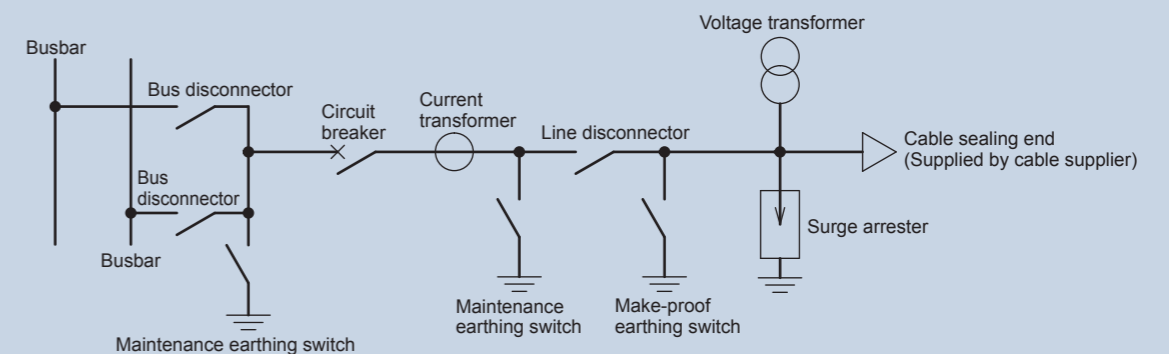 Voltage transformer
Busbar
Bus disconnector
Circuit
breaker
Current
transformer
Line disconnector
Cable sealing end
(Supplied by cable supplier)
Bus
disconnector
Surge arrester
Busbar
Maintenance
earthing switch
Make-proof
earthing switch
Maintenance earthing switch